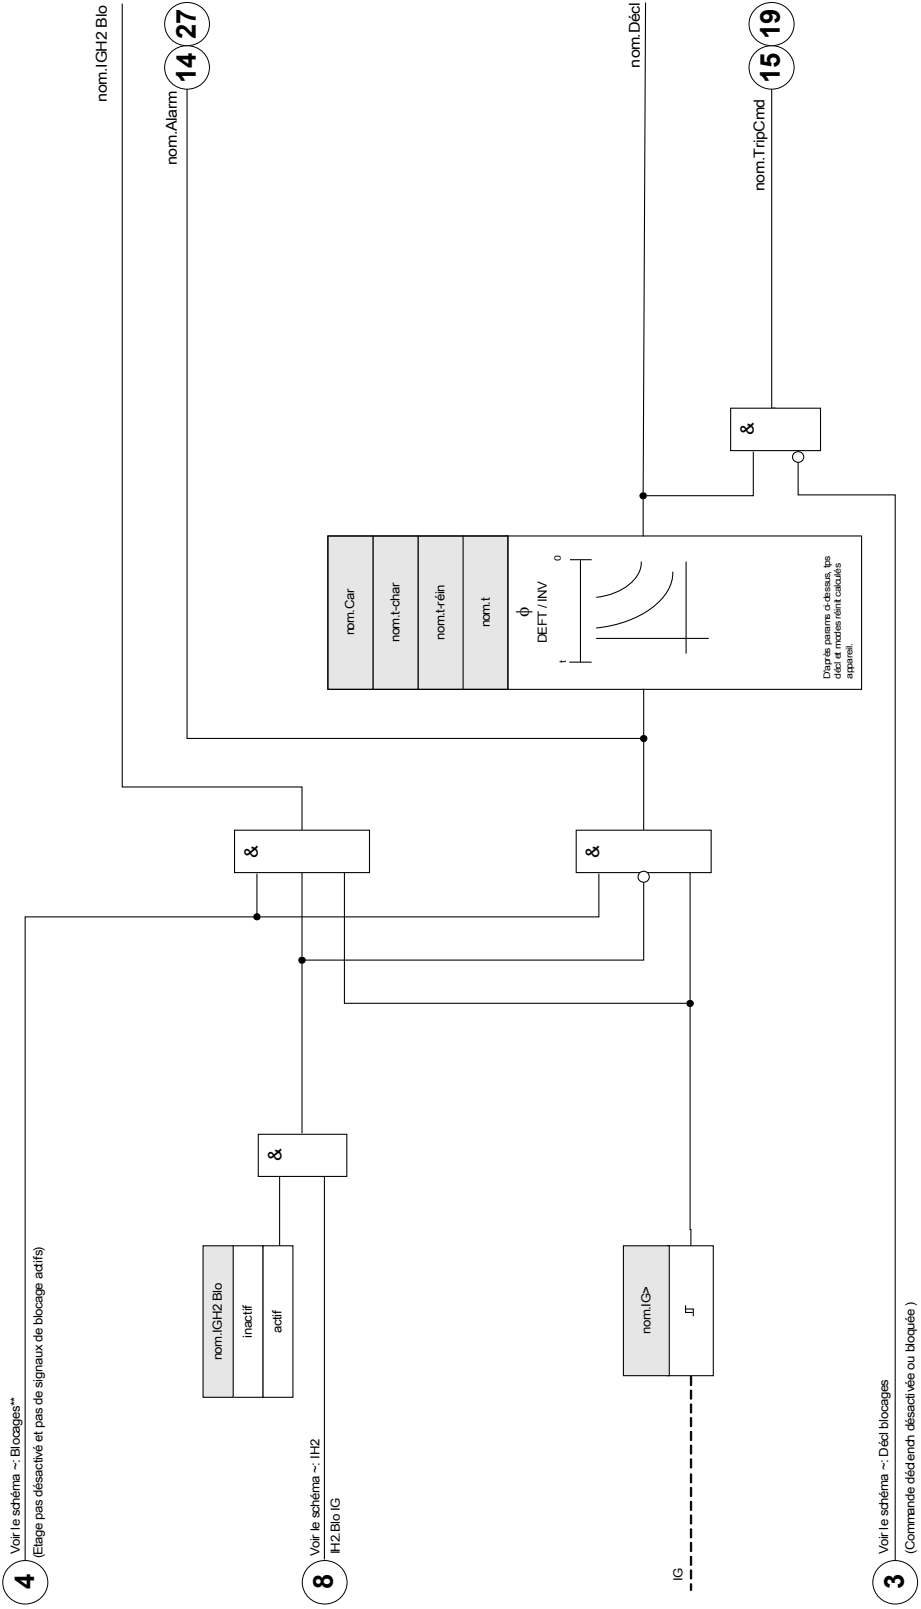 4
Voir le schéma ~: Blocages**
(Etage pas désactivé et pas de signaux de blocage actifs)
nom.IGH2 Blo
14
27
nom.Alarm
&
nom.IGH2 Blo
inactif
actif
&
8
Voir le schéma ~: IH2
IH2.Blo IG
nom.Car
nom.t-char
nom.t-réin
nom.t
ϕ
DEFT / INV
t
0
D'après params ci-dessus, tps
décl et modes réinit calculés
appareil.
&
nom.Décl
nom.IG>
IG
&
nom.TripCmd
15
19
3
Voir le schéma ~: Décl blocages
(Commande déclench désactivée ou bloquée )